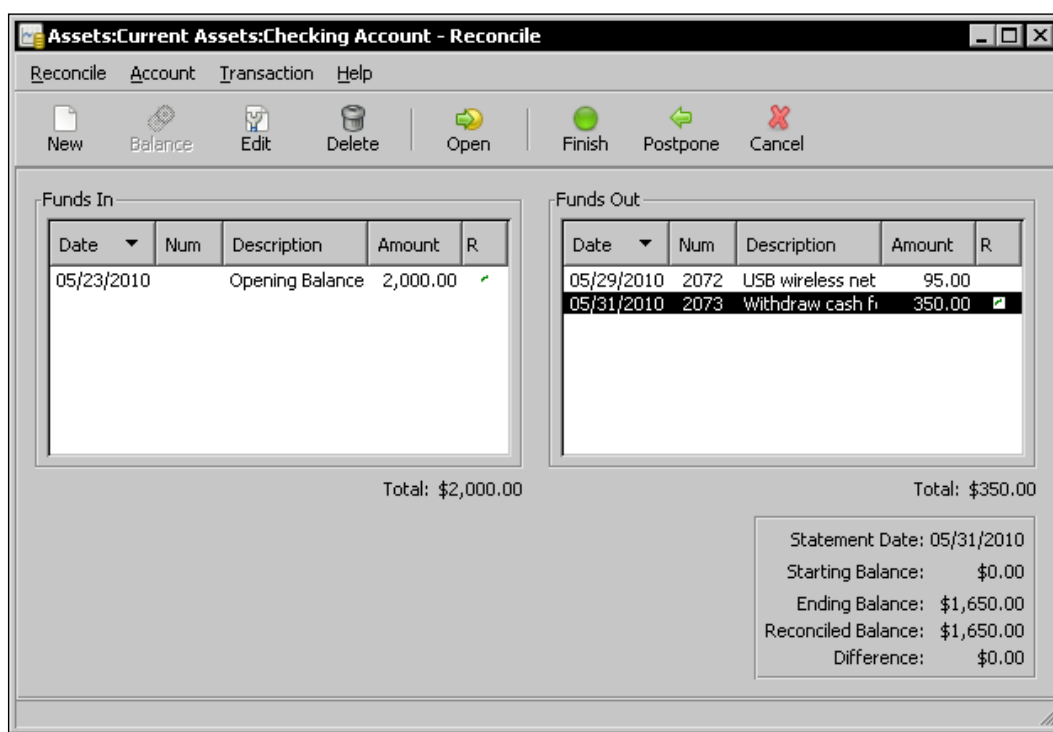 Assets:Current Assets:Checking Account - Reconcile
Reconcile Account Transaction Help
New Balance Edit Delete Open Finish Postpone Cancel
Funds In
Date Num Description Amount R
05/23/2010 Opening Balance 2,000.00
Total: $2,000.00
Funds Out
Date Num Description Amount R
05/29/2010 2072 USB wireless net 95.00
05/31/2010 2073 Withdraw cash 350.00
Total: $350.00
Statement Date: 05/31/2010
Starting Balance: $0.00
Ending Balance: $1,650.00
Reconciled Balance: $1,650.00
Difference: $0.00